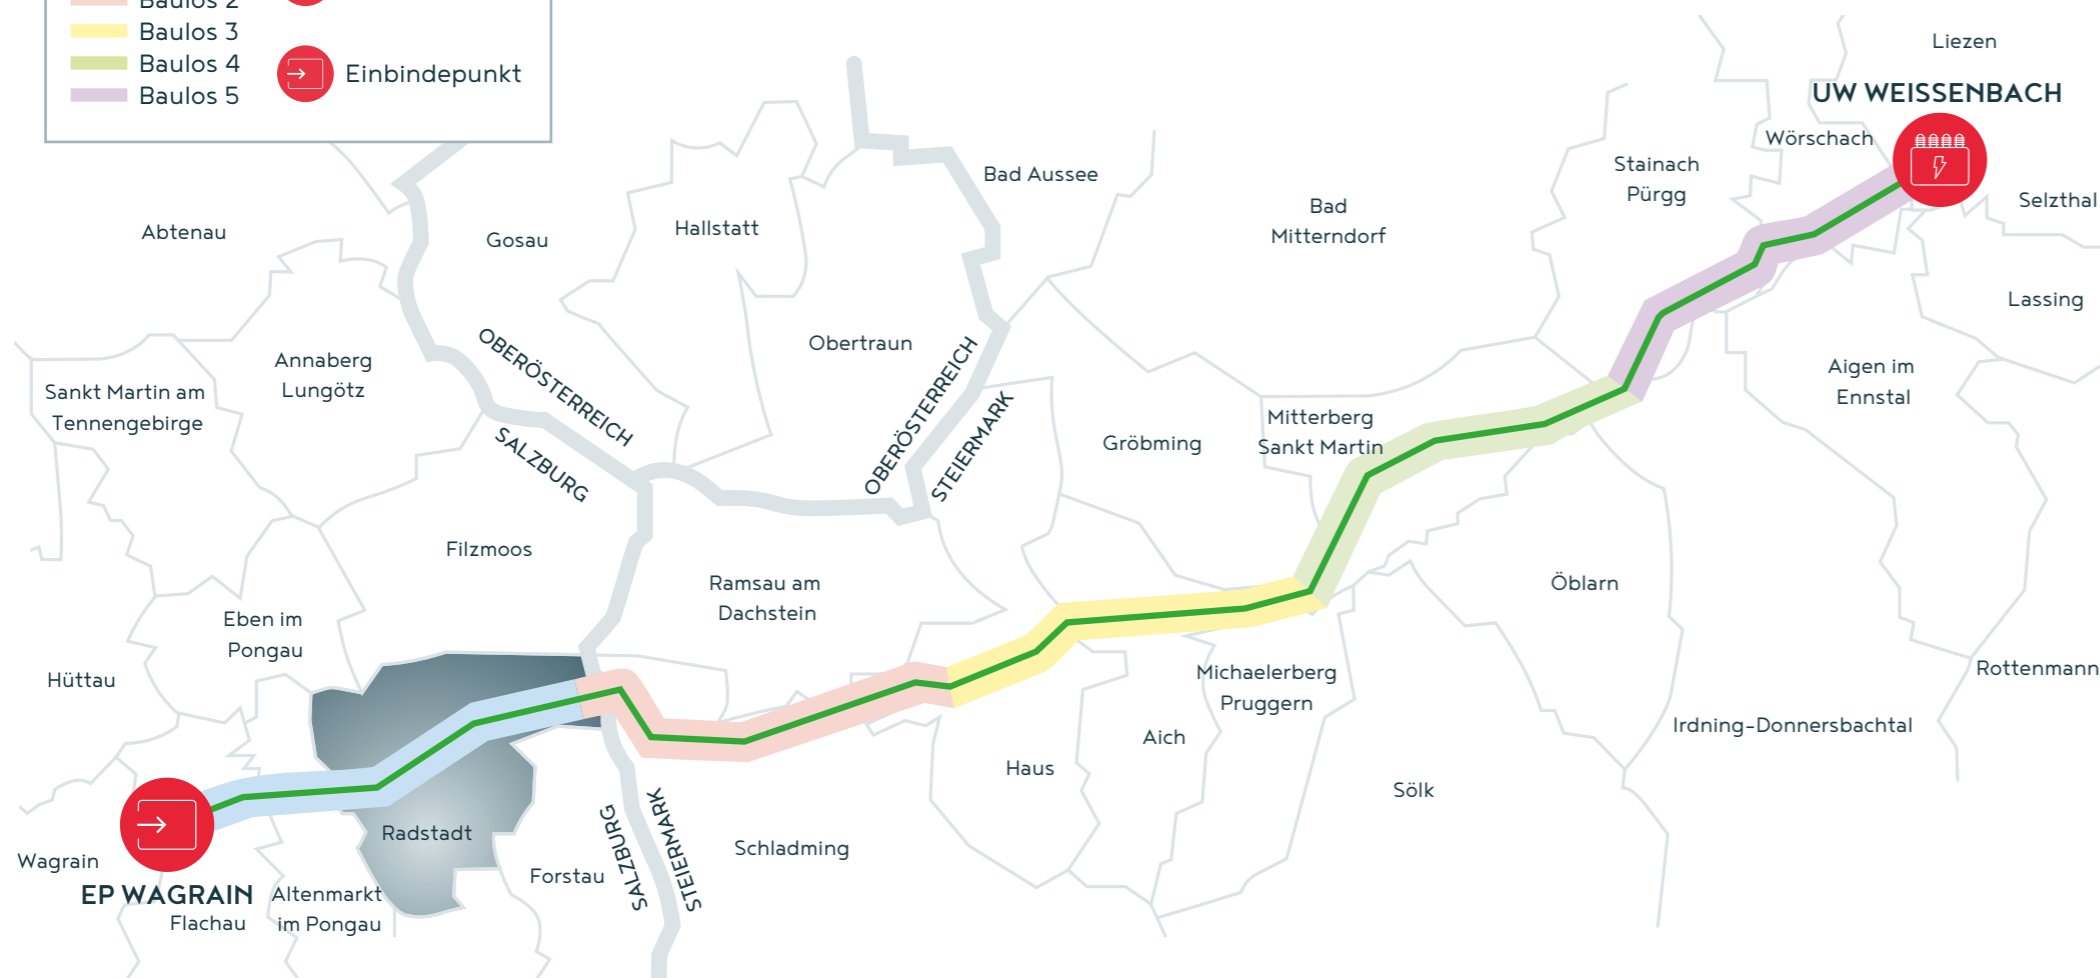 Baulos 2
Baulos 3
Baulos 4
Baulos 5
Einbindepunkt
Liezen
UW WEISSENBACH
Wörschach
Stainach
Pürgg
Selzthal
Bad Aussee
Bad
Mitterndorf
Abtenau
Gosau
Hallstatt
Lassing
Obertraun
OBERÖSTERREICH
SALZBURG
OBERÖSTERREICH
STEIERMARK
Annaberg
Lungötz
Sankt Martin am
Tennengebirge
Aigen im
Ennstal
Gröbming
Mitterberg
Sankt Martin
Filzmoos
Ramsau am
Dachstein
Öblarn
Eben im
Pongau
Hüttau
Michaelerberg
Pruggern
Rottenmann
Irdning-Donnersbachtal
Aich
Haus
Sölk
Radstadt
SALZBURG
STEIERMARK
Schladming
Wagrain
EP WAGRAIN
Flachau
Altenmarkt
im Pongau
Forstau